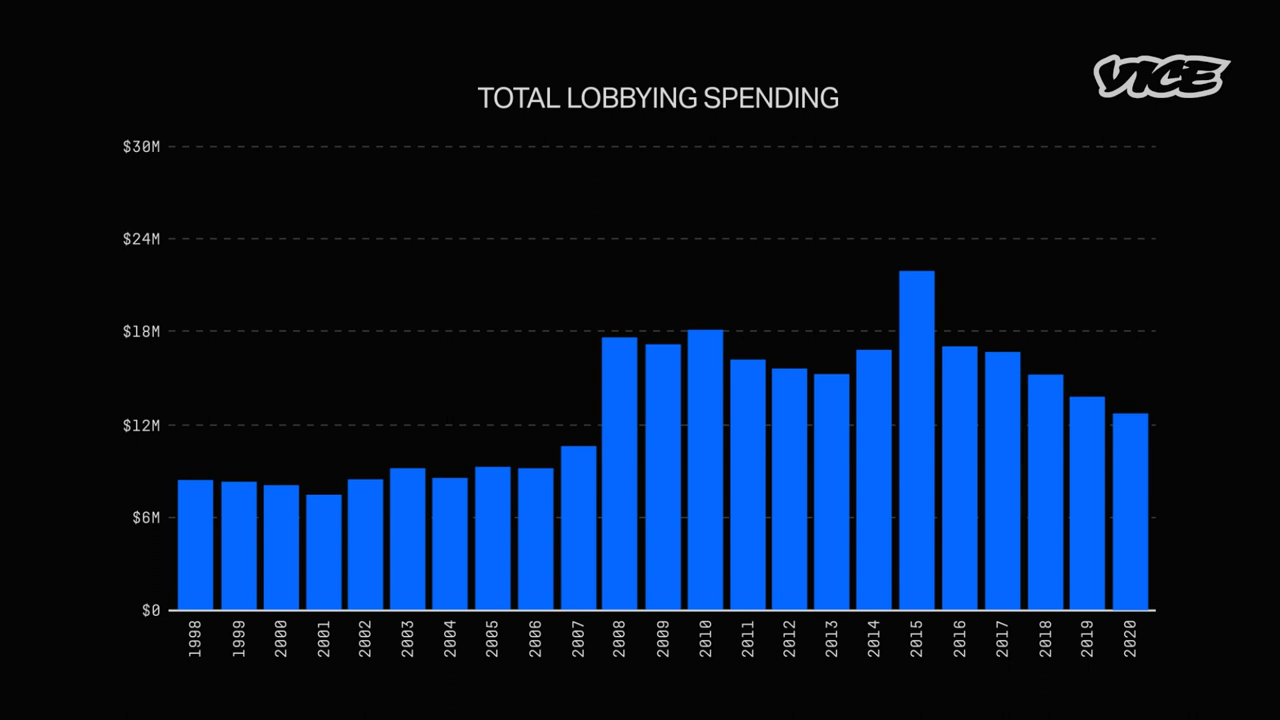 VICE
TOTAL LOBBYING SPENDING
$30M
$24M
$18M
$12M
$6M
$0
1998 1999 2000 2001 2002 2003 2004 2005 2006 2007 2008 2009 2010 2011 2012 2013 2014 2015 2016 2017 2018 2019 2020